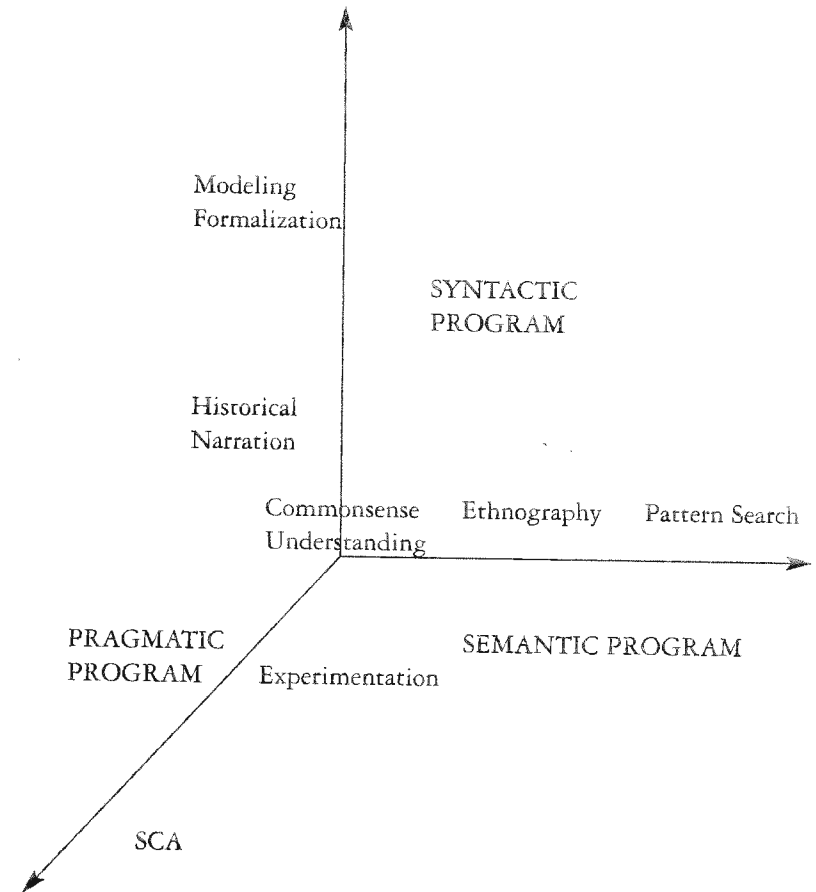 Modeling
Formalization
SYNTACTIC
PROGRAM
Historical
Narration
Commonsense
Understanding
Ethnography
Pattern Search
PRAGMATIC
PROGRAM
SEMANTIC PROGRAM
Experimentation
SCA